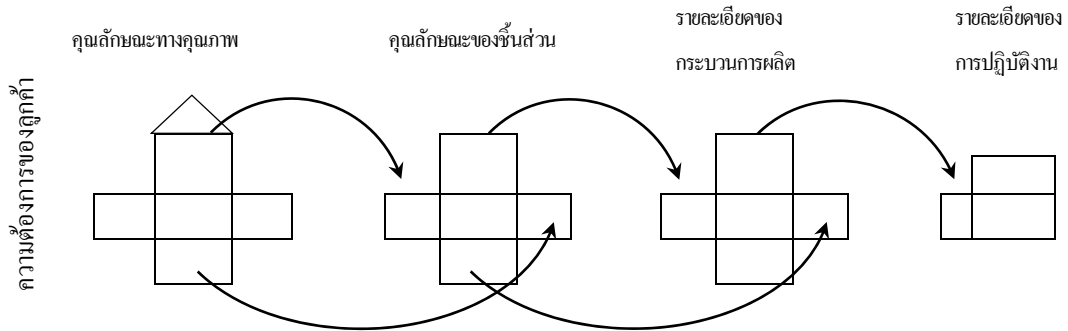 คุณลักษณะทางคุณภาพ
คุณลักษณะของชิ้นส่วน
รายละเอียดของ
กระบวนการผลิต
รายละเอียดของ
การปฏิบัติงาน
ความต้องการของลูกค้า